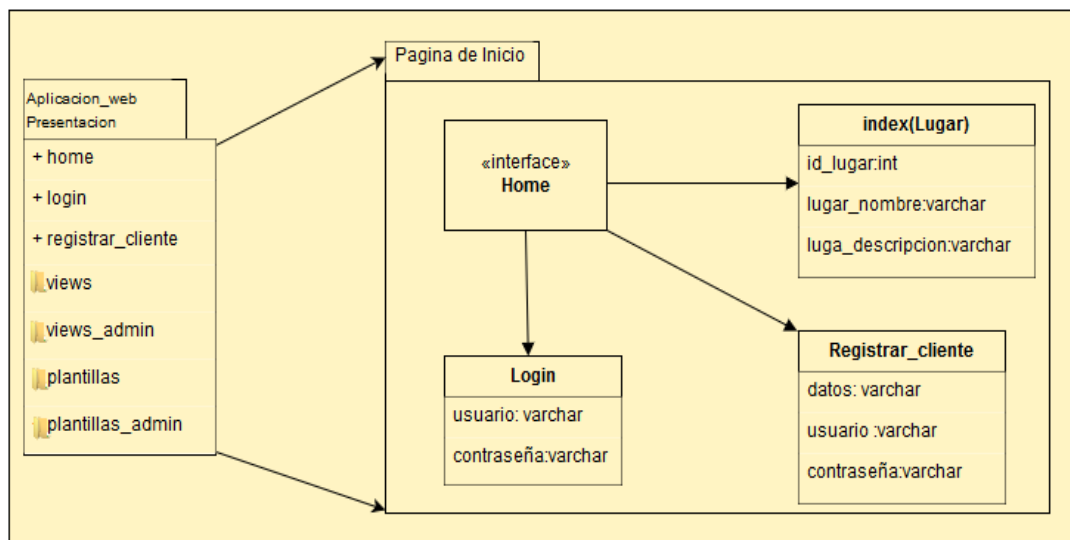 Aplicacion_web
Presentacion
+ home
+ login
+ registrar_cliente
views
views_admin
plantillas
plantillas_admin
Pagina de Inicio
«interface»
Home
index(Lugar)
id_lugar:int
lugar_nombre:varchar
luga_descripcion:varchar
Login
usuario: varchar
contraseña:varchar
Registrar_cliente
datos: varchar
usuario :varchar
contraseña:varchar